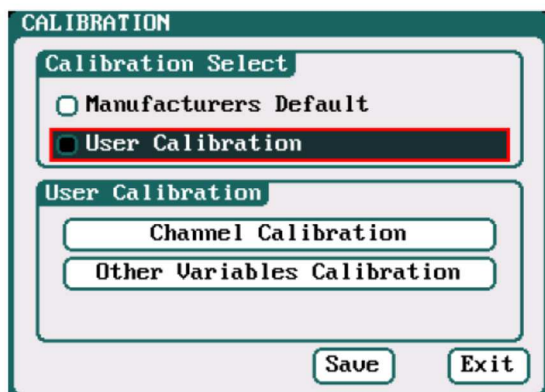 CALIBRATION
Calibration Select
Manufacturers Default
User Calibration
User Calibration
Channel Calibration
Other Variables Calibration
Save
Exit